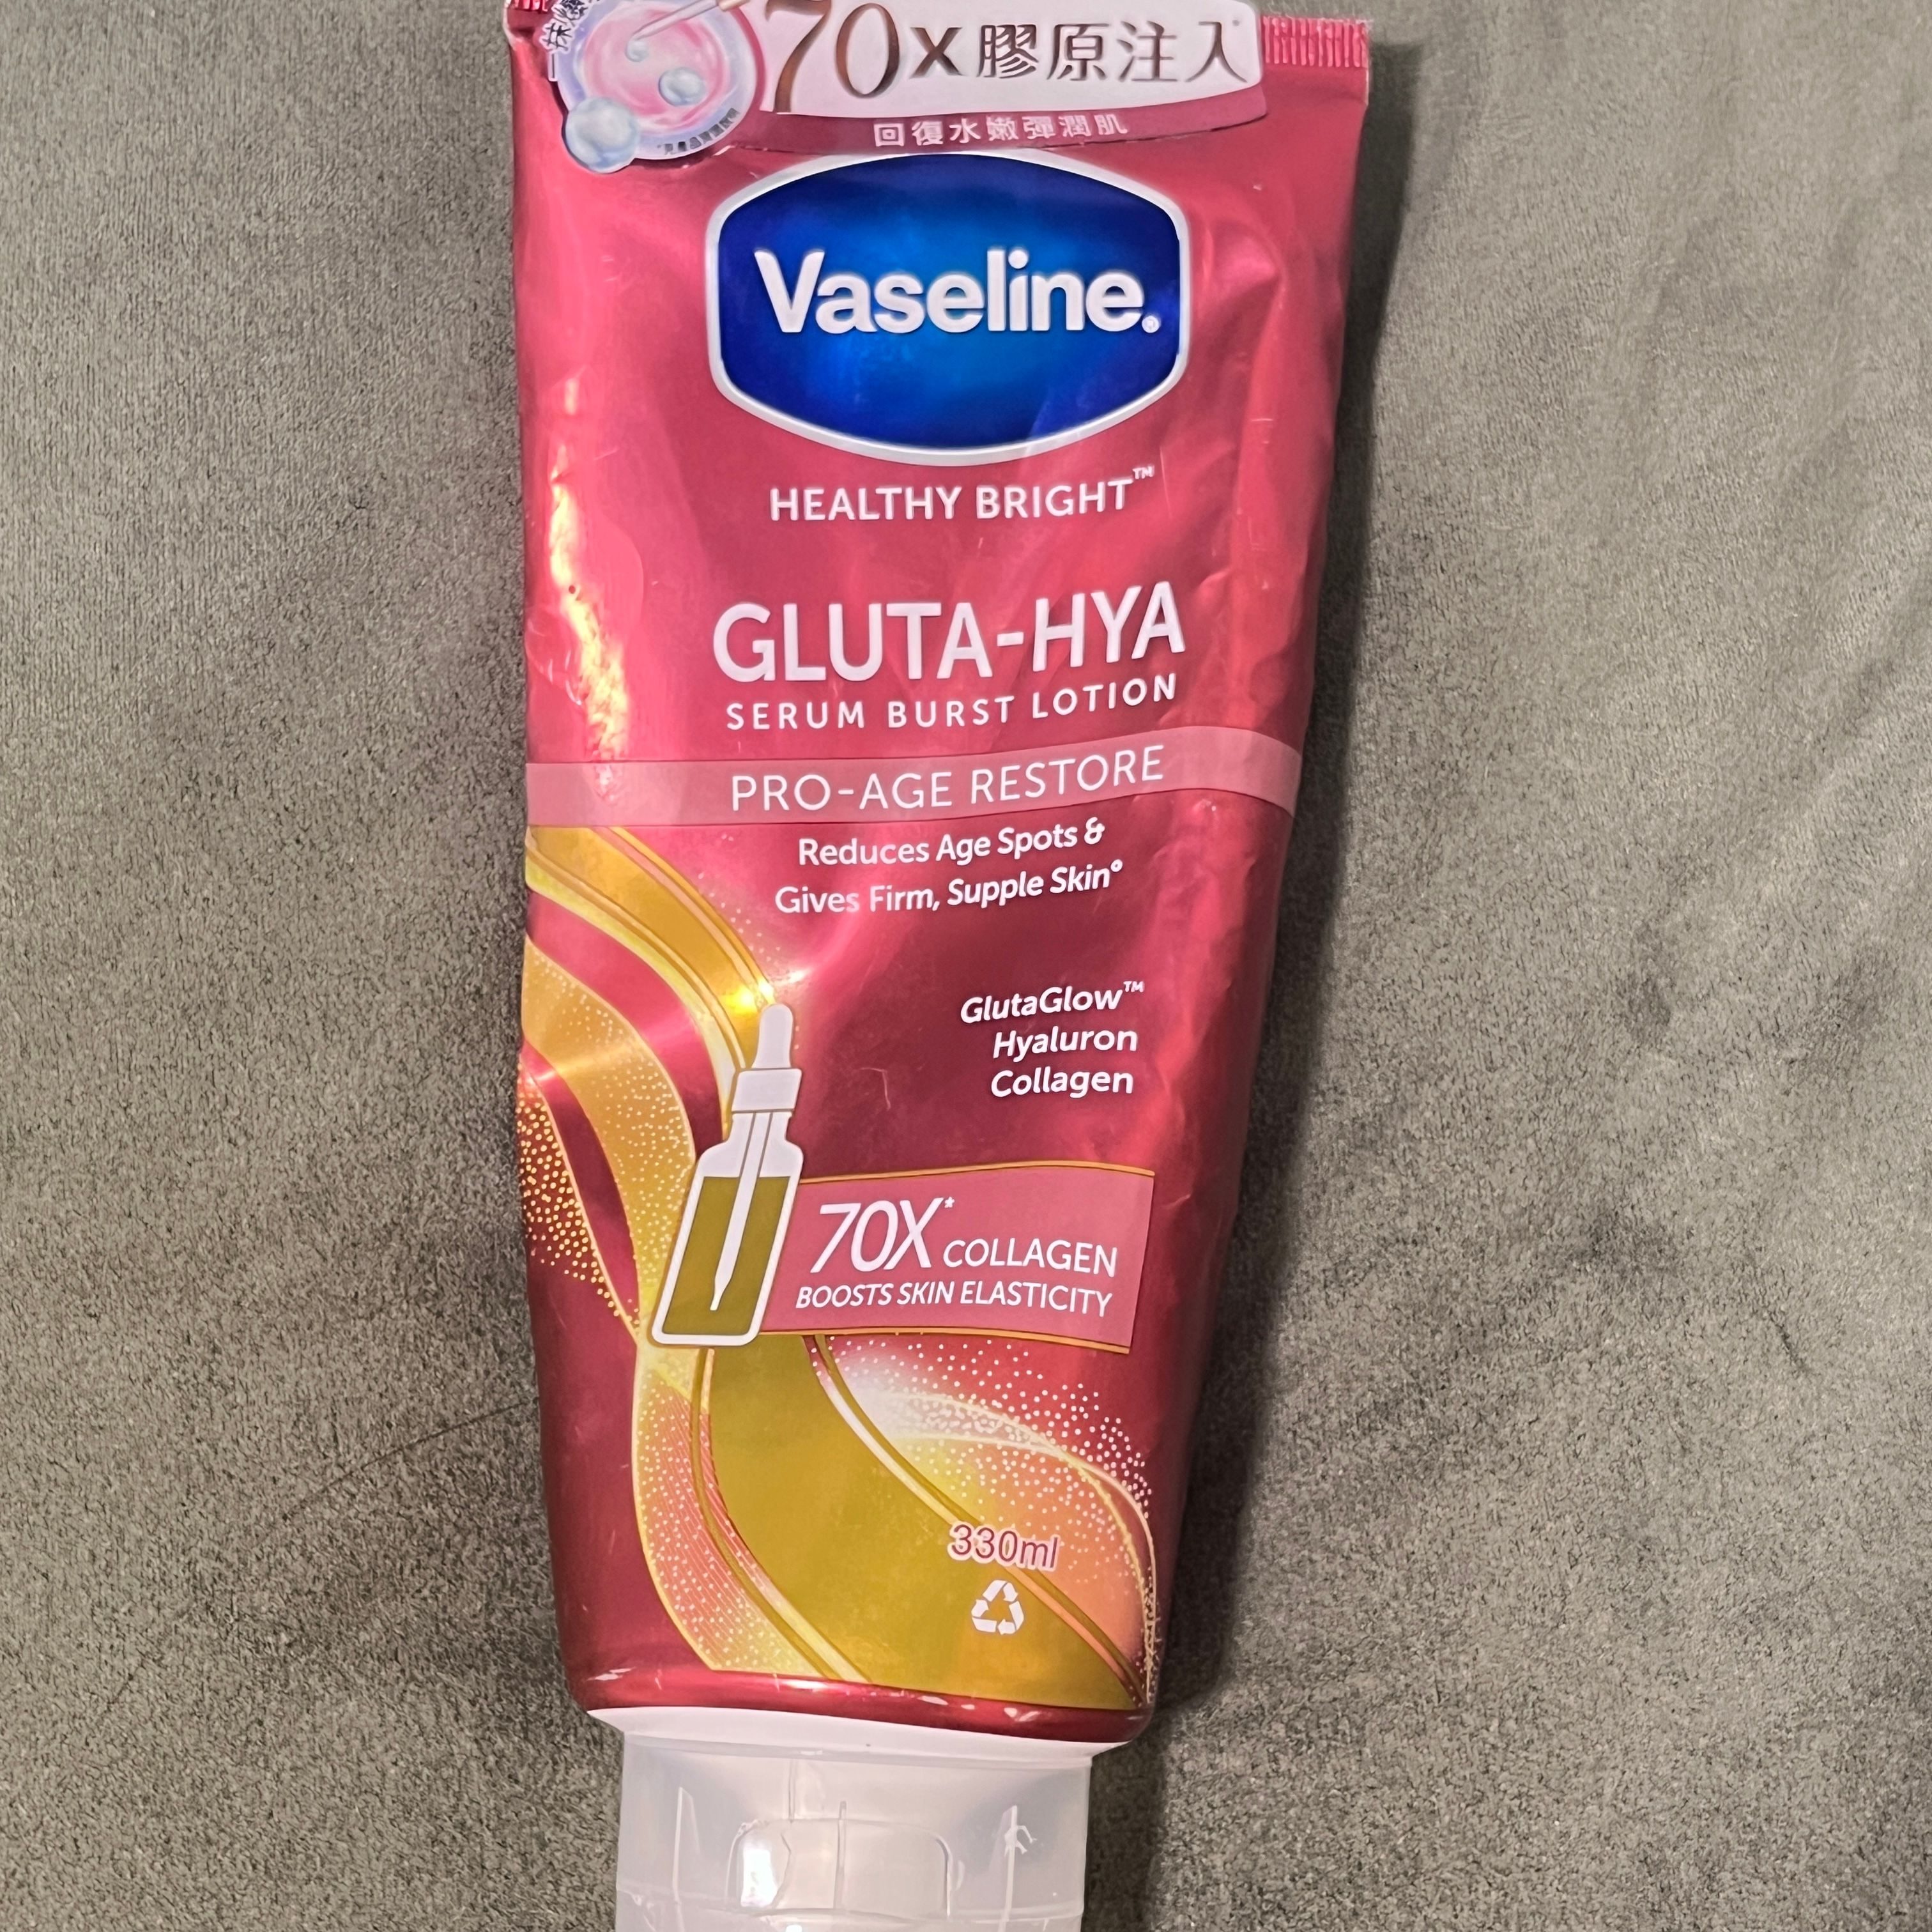 70x膠原注入*
回復水嫩彈潤肌
Vaseline®
HEALTHY BRIGHT™
GLUTA-HYA
SERUM BURST LOTION
PRO-AGE RESTORE
Reduces Age Spots &
Gives Firm, Supple Skin°
GlutaGlow™
Hyaluron
Collagen
70X* COLLAGEN
BOOSTS SKIN ELASTICITY
330ml